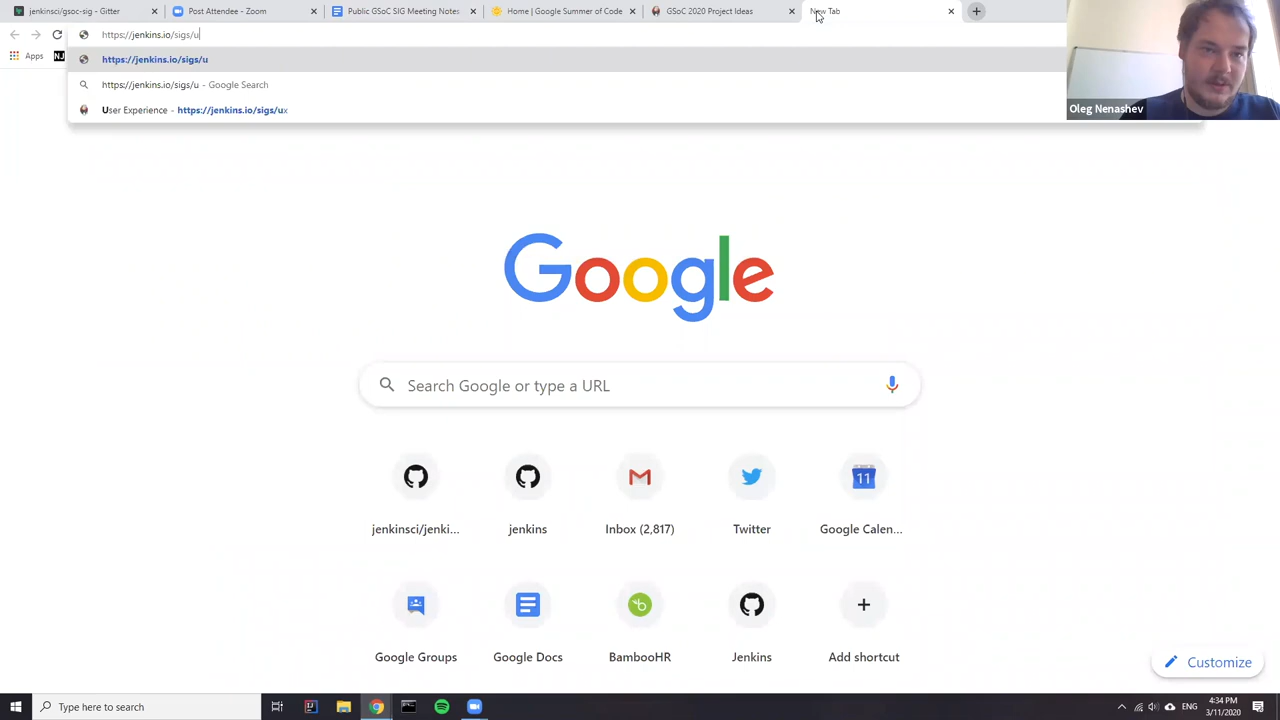 jenkinsci/gsoc-sig - Gitter
Post Attendee - Zoom
Public GSoC SIG Meeting Notes
Home | Google Summer of Code
GSoC 2020 Project Ideas
New Tab
https://jenkins.io/sigs/u
Apps
NJ
https://jenkins.io/sigs/u
https://jenkins.io/sigs/u - Google Search
User Experience - https://jenkins.io/sigs/ux
Oleg Nenashev
Google
Search Google or type a URL
11
jenkinsci/jenki...
jenkins
Inbox (2,817)
Twitter
Google Calen...
Google Groups
Google Docs
BambooHR
Jenkins
Add shortcut
Customize
Type here to search
4:34 PM
3/11/2020